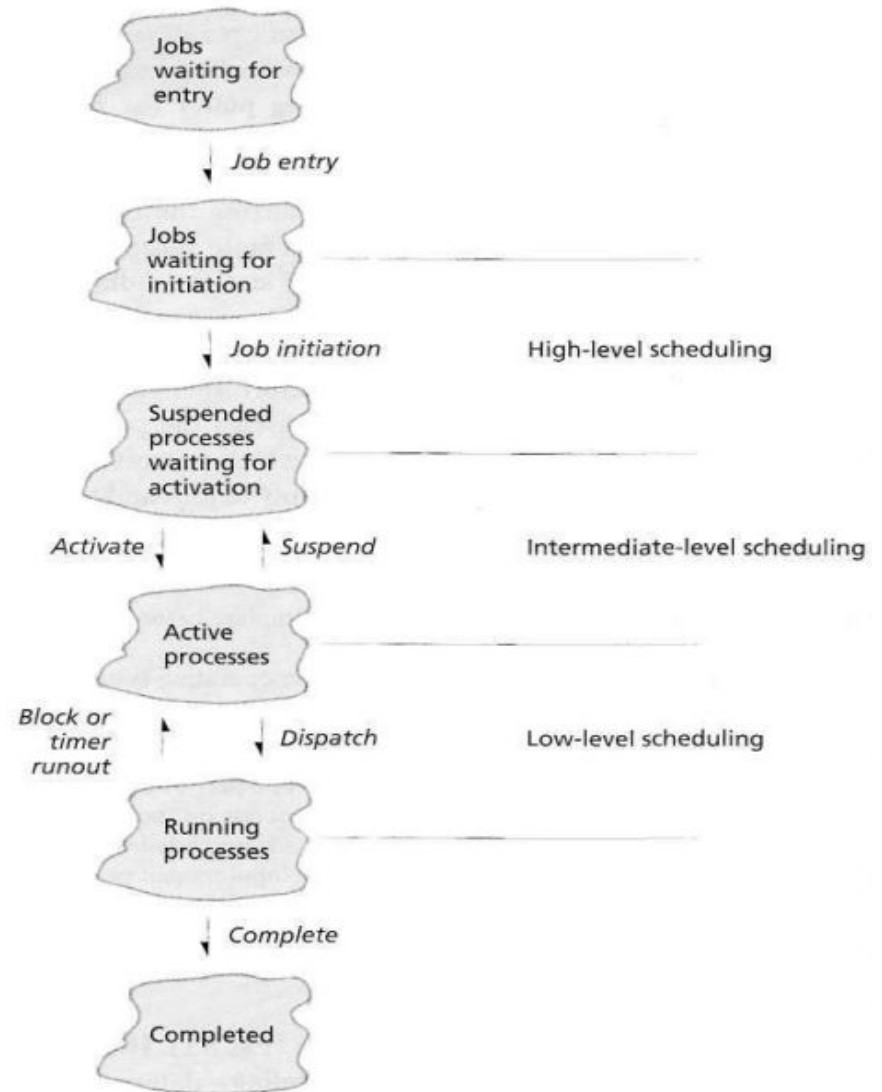 Jobs
waiting for
entry
Job entry
Jobs
waiting for
initiation
Job initiation
High-level scheduling
Suspended
processes
waiting for
activation
Activate
Suspend
Intermediate-level scheduling
Active
processes
Block or
timer
runout
Dispatch
Low-level scheduling
Running
processes
Complete
Completed